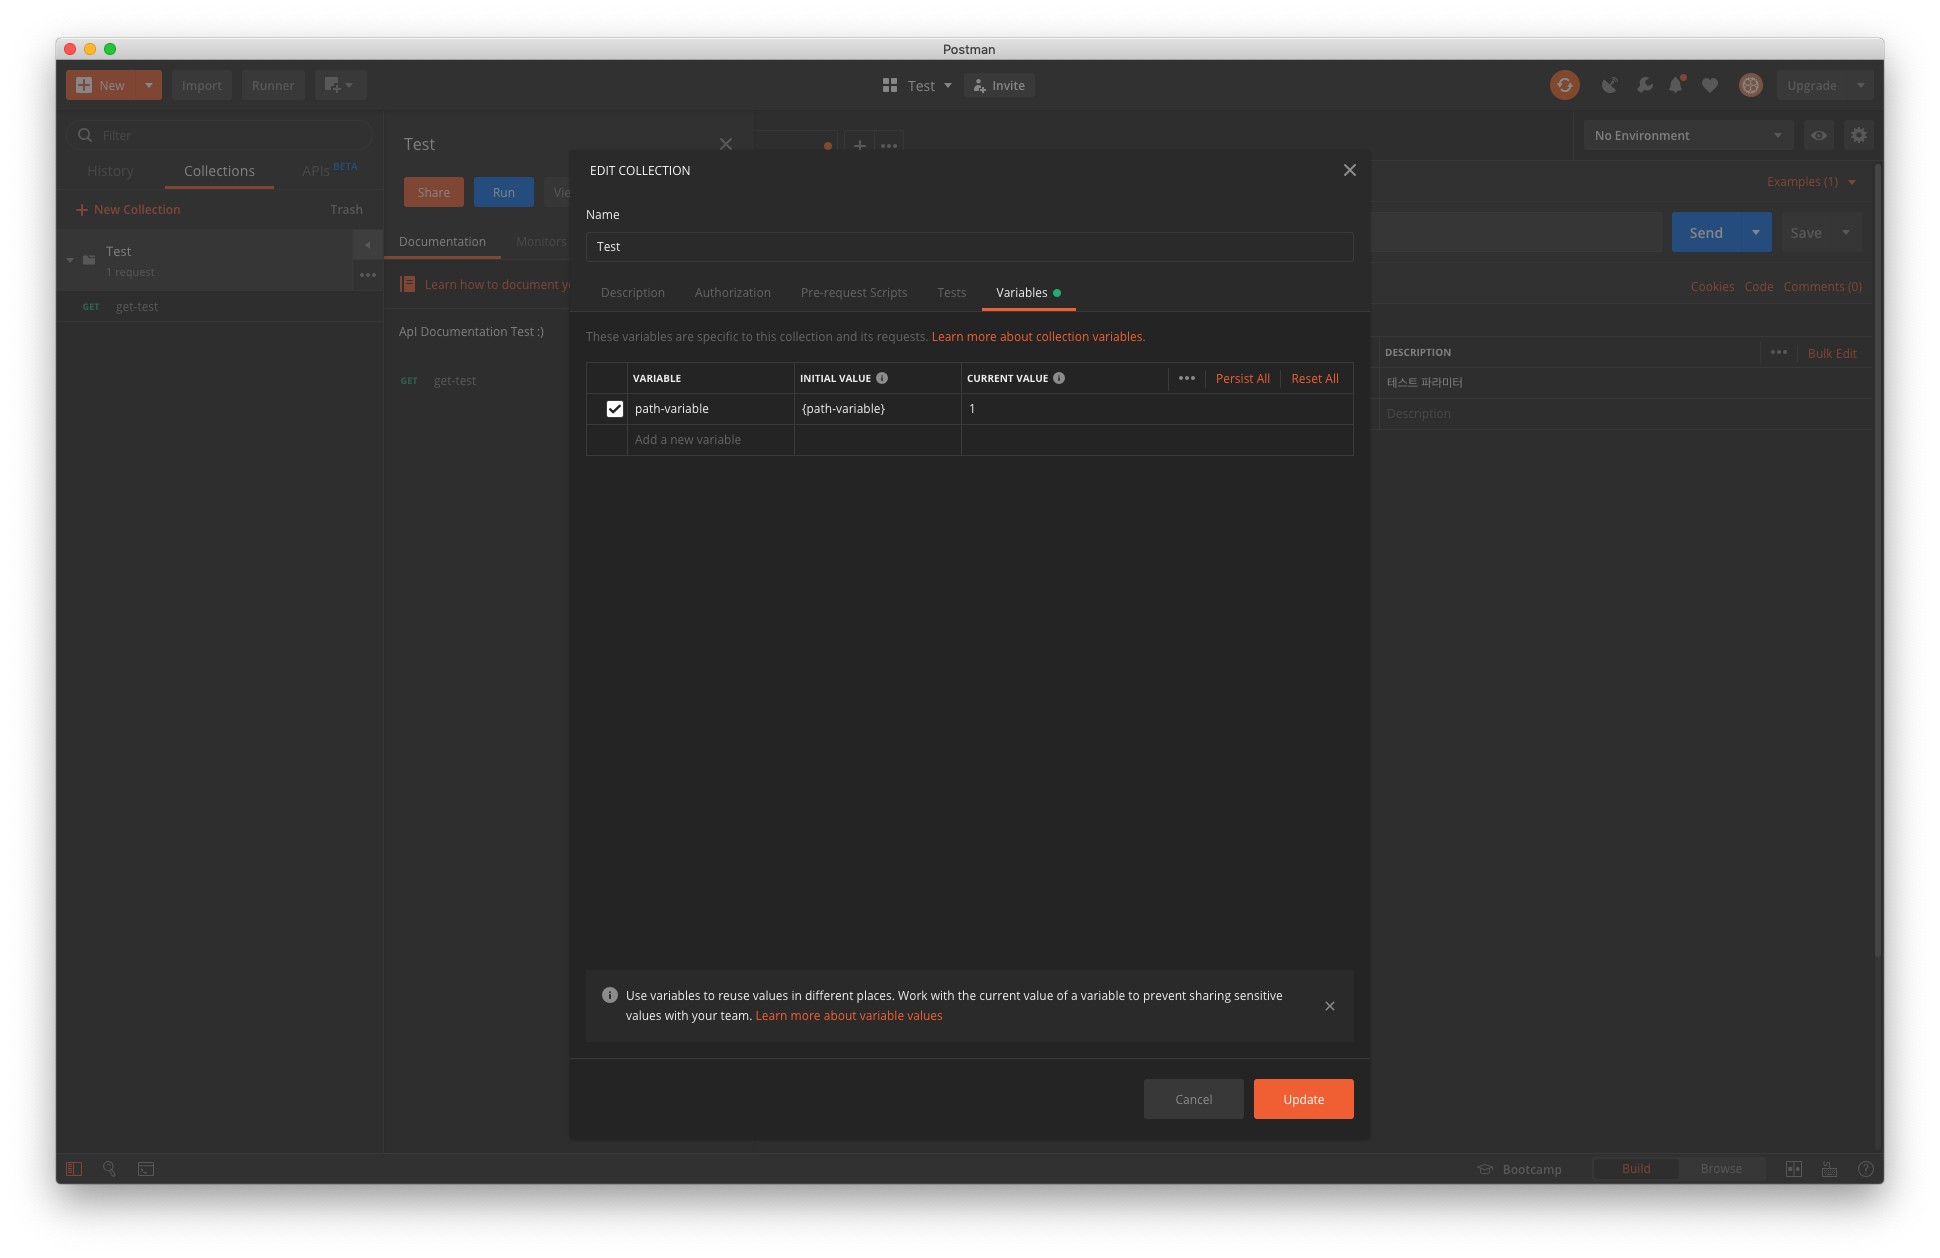 Postman
New
Import
Runner
Test
Invite
Upgrade
Filter
History
Collections
APIs BETA
New Collection
Trash
Test
1 request
GET get-test
Test
Share
Run
Documentation
Monitors
Learn how to document
Api Documentation Test :)
GET get-test
No Environment
Examples (1)
Send
Save
Cookies
Code
Comments (0)
DESCRIPTION
Bulk Edit
테스트 파라미터
Description
EDIT COLLECTION
Name
Test
Description
Authorization
Pre-request Scripts
Tests
Variables
These variables are specific to this collection and its requests. Learn more about collection variables.
VARIABLE
INITIAL VALUE
CURRENT VALUE
Persist All
Reset All
path-variable
{path-variable}
1
Add a new variable
Use variables to reuse values in different places. Work with the current value of a variable to prevent sharing sensitive
values with your team. Learn more about variable values
Cancel
Update
Bootcamp
Build
Browse